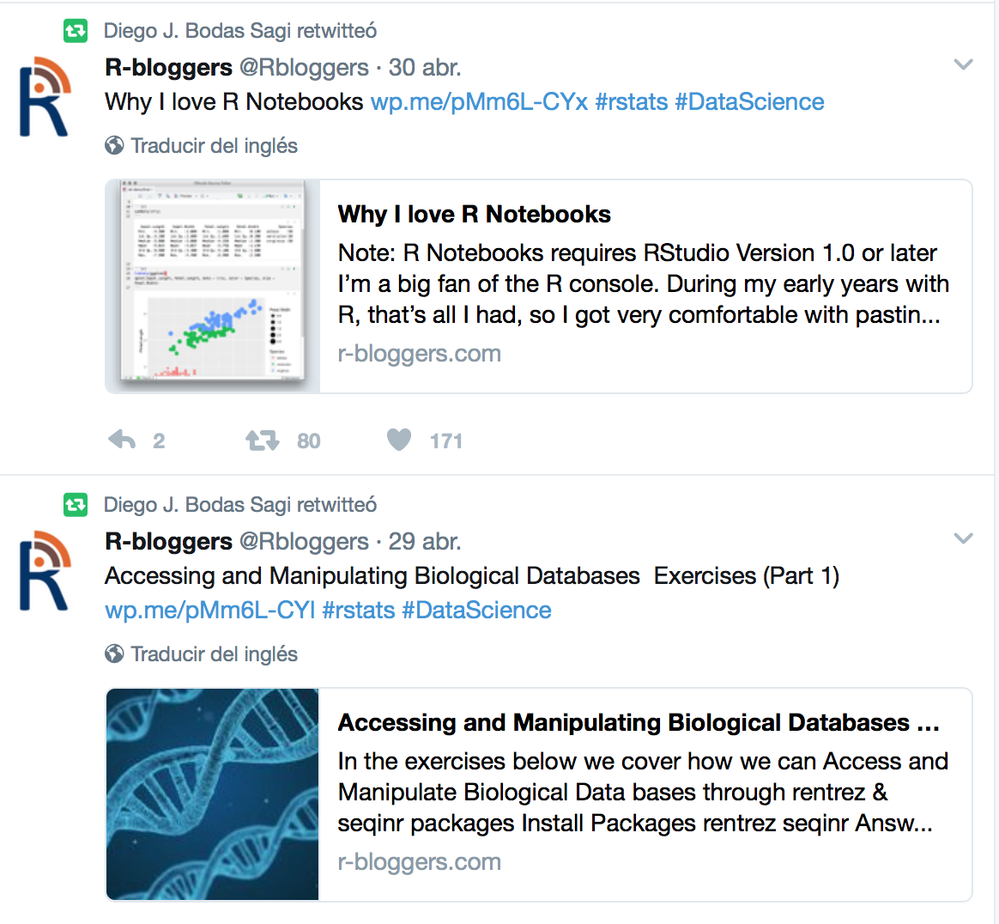 Diego J. Bodas Sagi retwitteó
R-bloggers @Rbloggers · 30 abr.
Why I love R Notebooks wp.me/pMm6L-CYx #rstats #DataScience
Traducir del inglés
Why I love R Notebooks
Note: R Notebooks requires RStudio Version 1.0 or later
I’m a big fan of the R console. During my early years with
R, that’s all I had, so I got very comfortable with pastin...
r-bloggers.com
2 80 171
Diego J. Bodas Sagi retwitteó
R-bloggers @Rbloggers · 29 abr.
Accessing and Manipulating Biological Databases  Exercises (Part 1)
wp.me/pMm6L-CYl #rstats #DataScience
Traducir del inglés
Accessing and Manipulating Biological Databases ...
In the exercises below we cover how we can Access and
Manipulate Biological Data bases through rentrez &
seqinr packages Install Packages rentrez seqinr Answ...
r-bloggers.com